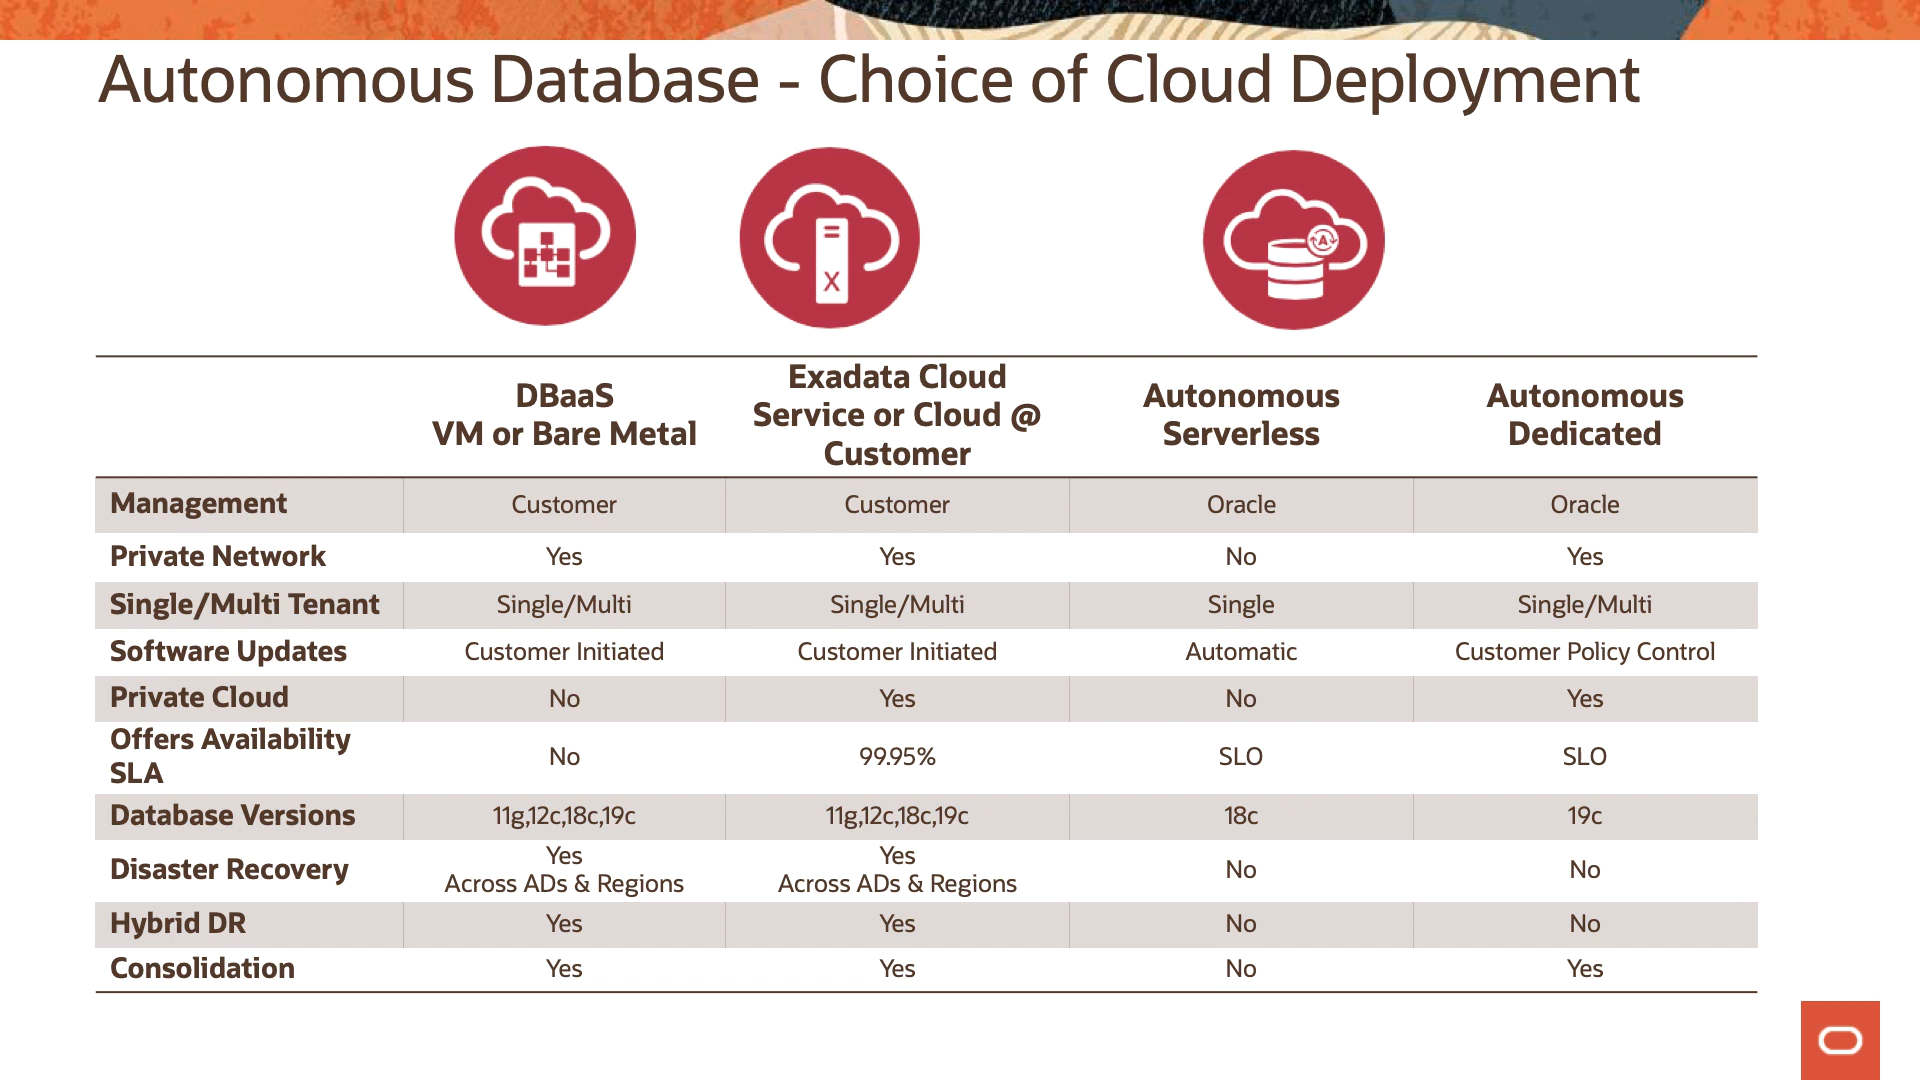 Autonomous Database - Choice of Cloud Deployment
X
A
DBaaS
VM or Bare Metal
Exadata Cloud
Service or Cloud @
Customer
Autonomous
Serverless
Autonomous
Dedicated
Management Customer Customer Oracle Oracle
Private Network Yes Yes No Yes
Single/Multi Tenant Single/Multi Single/Multi Single Single/Multi
Software Updates Customer Initiated Customer Initiated Automatic Customer Policy Control
Private Cloud No Yes No Yes
Offers Availability
SLA
No 99.95% SLO SLO
Database Versions 11g,12c,18c,19c 11g,12c,18c,19c 18c 19c
Disaster Recovery
Yes
Across ADs & Regions
Yes
Across ADs & Regions
No No
Hybrid DR Yes Yes No No
Consolidation Yes Yes No Yes